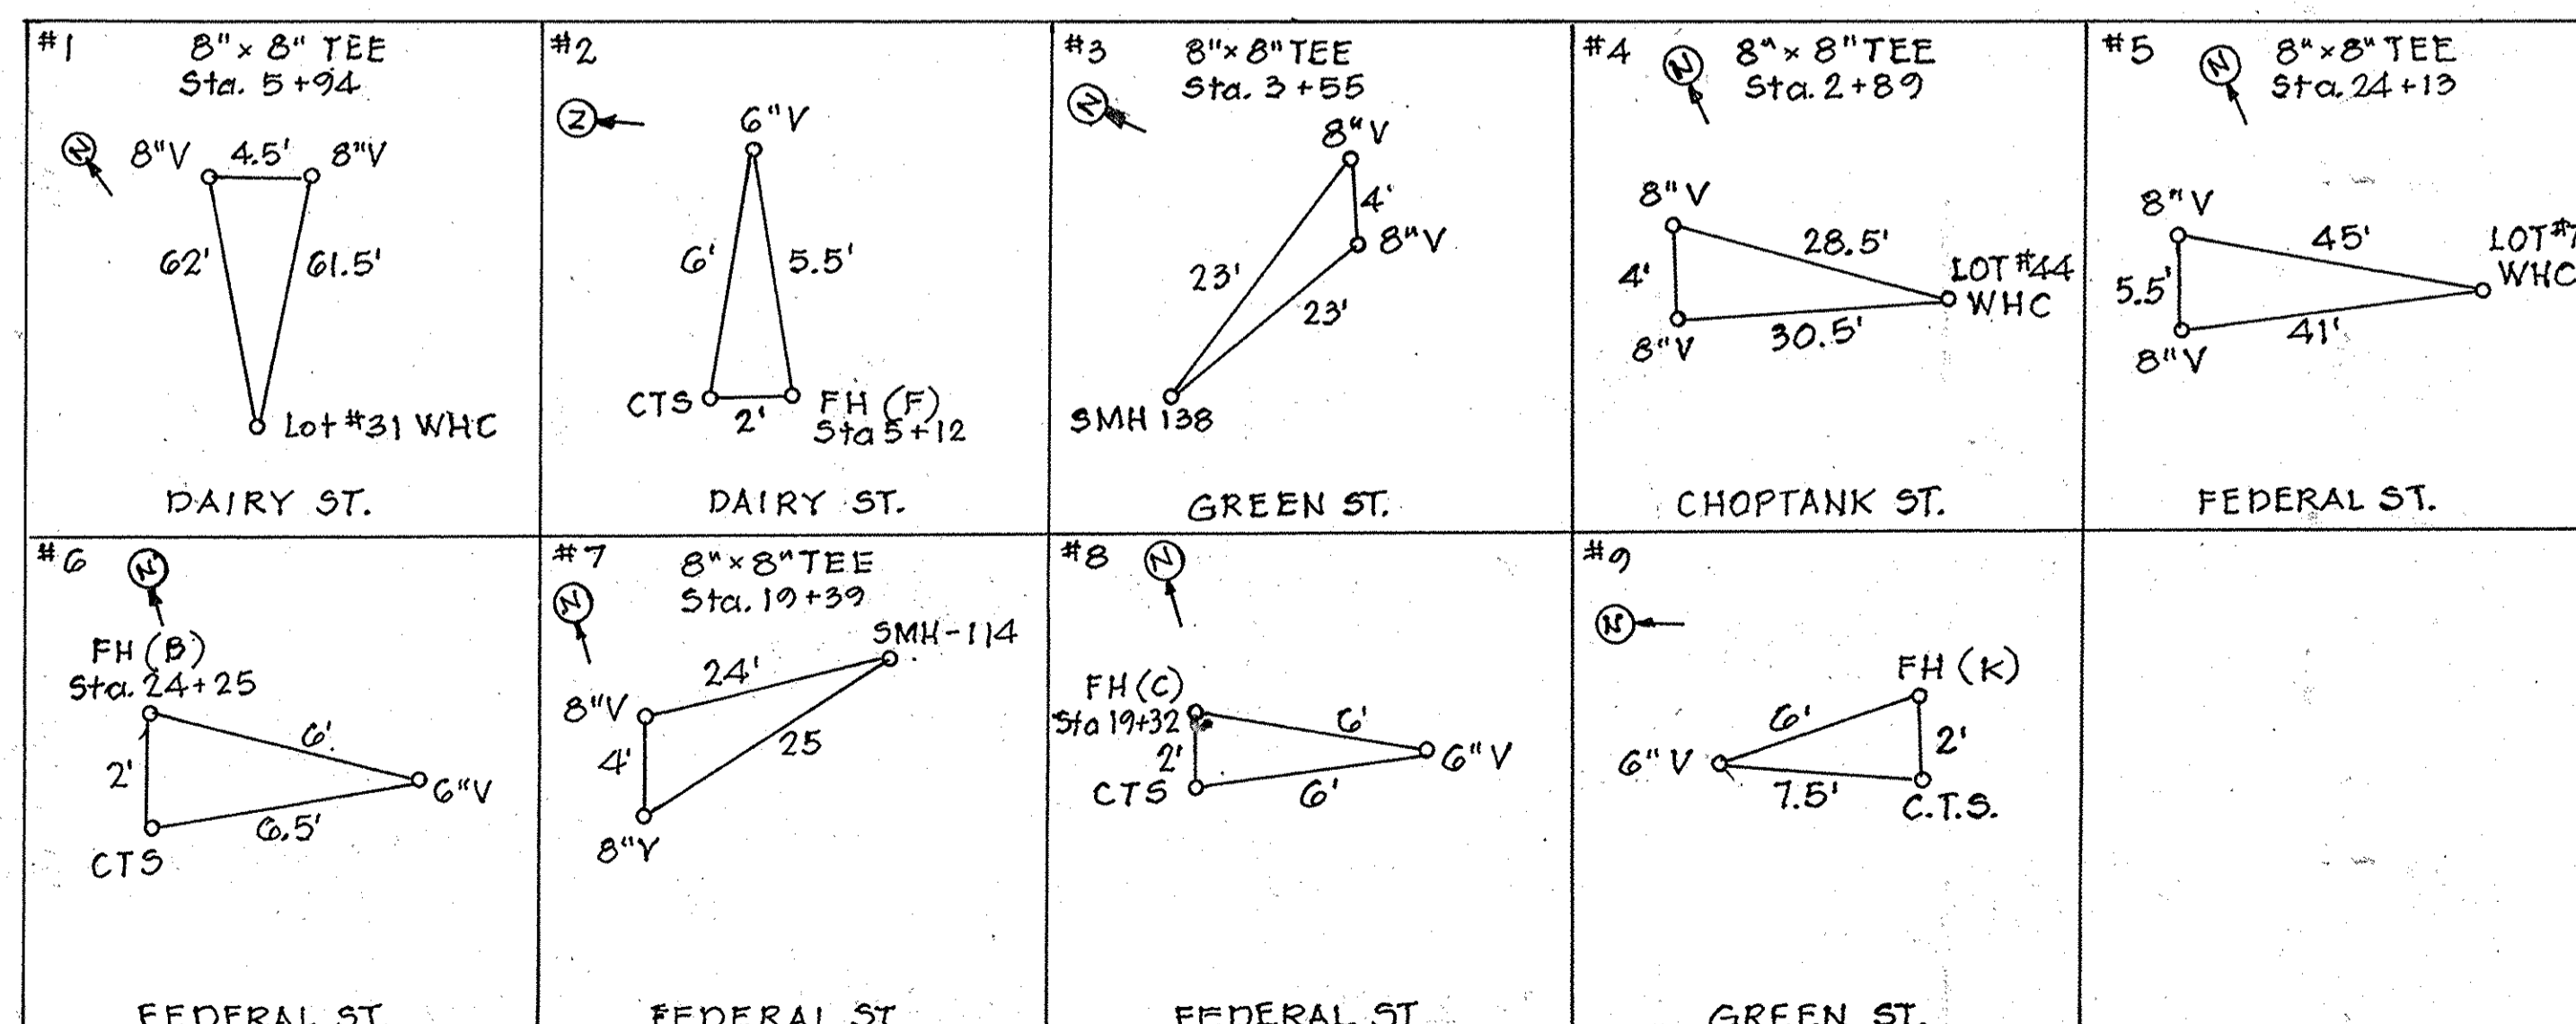 #1
8" x 8" TEE
Sta. 5+94
N
8"V
4.5'
8"V
62'
61.5'
Lot #31 WHC
DAIRY ST.
#2
N
6"V
6'
5.5'
CTS
2'
FH (F)
Sta 5+12
DAIRY ST.
#3
8" x 8" TEE
Sta. 3+55
N
8"V
4'
8"V
23'
23'
SMH 138
GREEN ST.
#4
N
8" x 8" TEE
Sta. 2+89
8"V
28.5'
4'
LOT #44
WHC
8"V
30.5'
CHOPTANK ST.
#5
N
8" x 8" TEE
Sta. 24+13
8"V
45'
5.5'
LOT #7
WHC
8"V
41'
FEDERAL ST.
#6
N
FH (B)
Sta. 24+25
6'
2'
6"V
6.5'
CTS
FEDERAL ST.
#7
8" x 8" TEE
N
Sta. 19+39
SMH-114
24'
8"V
4'
25
8"V
FEDERAL ST
#8
N
FH (C)
Sta 19+32
6'
2'
6"V
CTS
6'
FEDERAL ST
#9
N
FH (K)
6'
2'
6"V
7.5'
C.T.S.
GREEN ST.